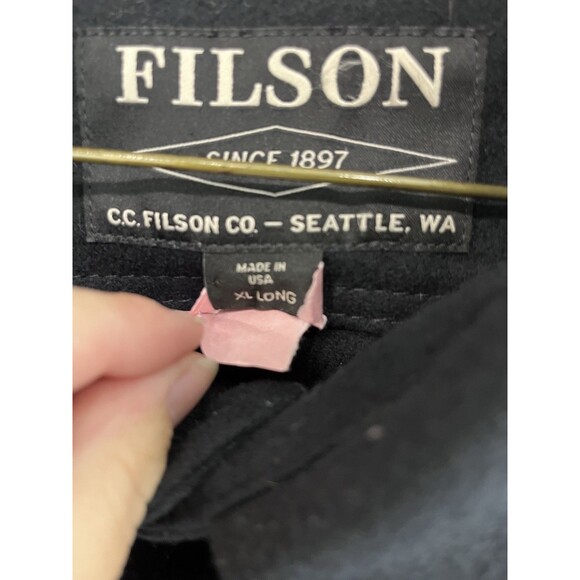 FILSON
SINCE 1897
C.C. FILSON CO. – SEATTLE, WA
MADE IN
USA
XL LONG